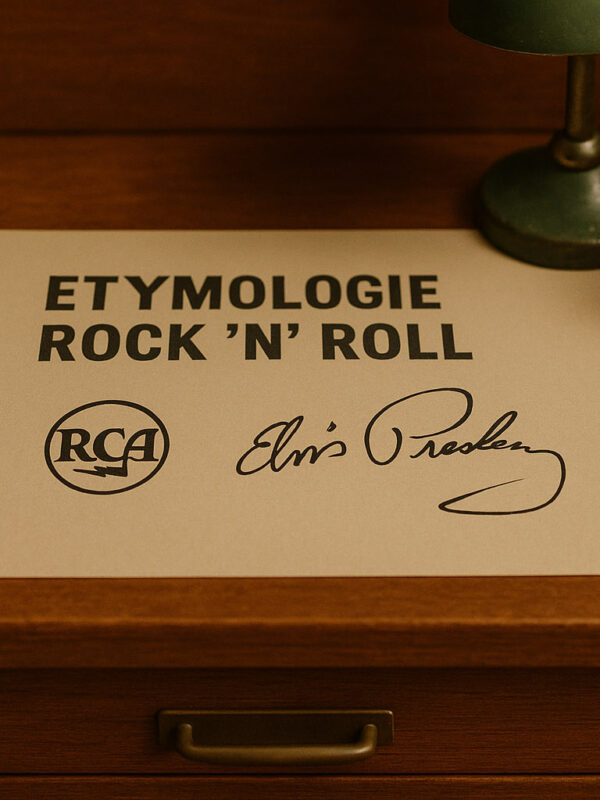 ETYMOLOGIE
ROCK ’N’ ROLL
RCA
Elvis Presley